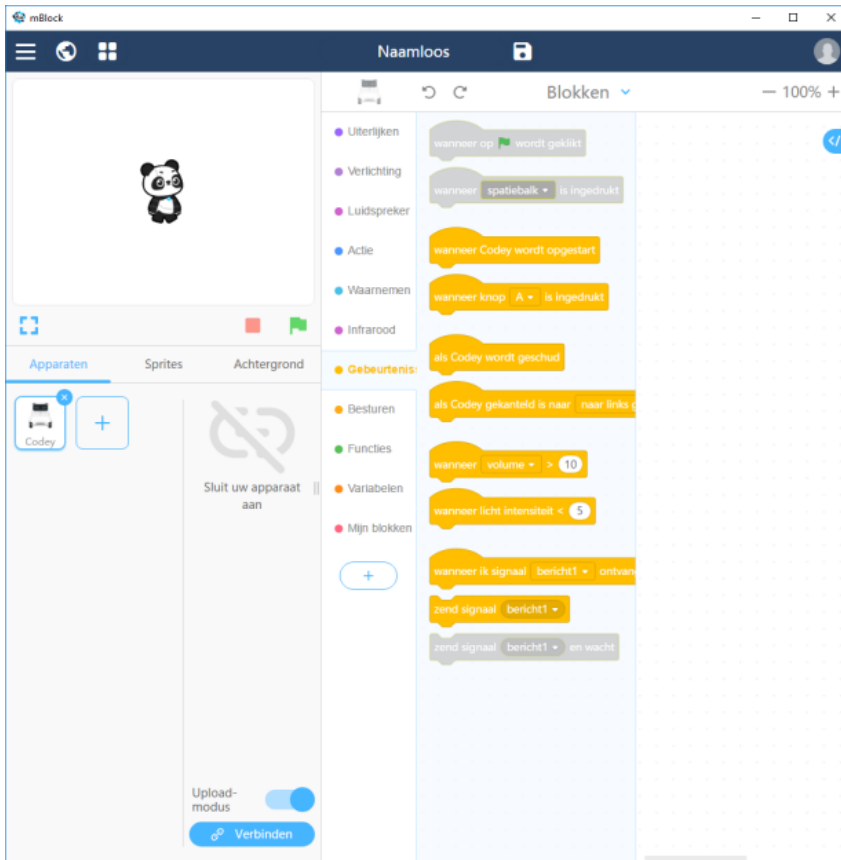 mBlock
Naamloos
Blokken
100%
Apparaten
Sprites
Achtergrond
Codey
Sluit uw apparaat
aan
Upload-
modus
Verbinden
Uiterlijken
Verlichting
Luidspreker
Actie
Waarnemen
Infrarood
Gebeurtenis
Besturen
Functies
Variabelen
Mijn blokken
wanneer op wordt geklikt
wanneer spatiebalk is ingedrukt
wanneer Codey wordt opgestart
wanneer knop A is ingedrukt
als Codey wordt geschud
als Codey gekanteld is naar naar links g
wanneer volume > 10
wanneer licht intensiteit < 5
wanneer ik signaal bericht1 ontvan
zend signaal bericht1
zend signaal bericht1 en wacht